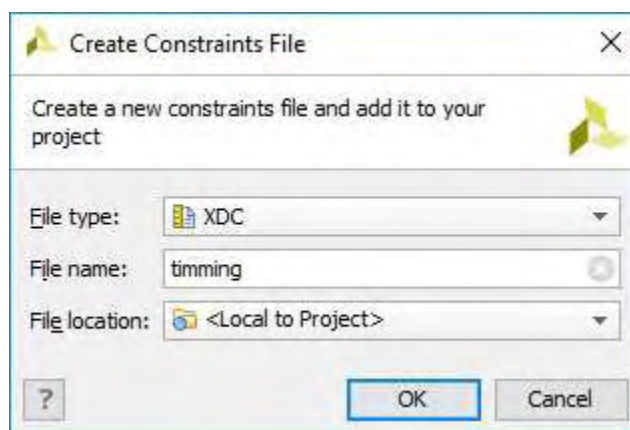 Create Constraints File
Create a new constraints file and add it to your
project
File type: XDC
File name: timming
File location: <Local to Project>
? OK Cancel